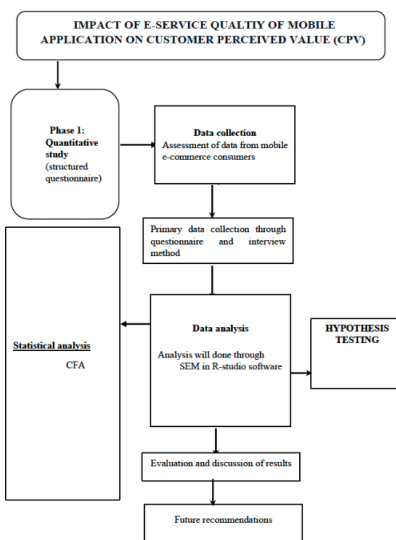 IMPACT OF E-SERVICE QUALTIY OF MOBILE
APPLICATION ON CUSTOMER PERCEIVED VALUE (CPV)
Phase 1:
Quantitative
study
(structured
questionnaire)
Data collection
Assessment of data from mobile
e-commerce consumers
Primary data collection through
questionnaire and interview
method
Statistical analysis
CFA
Data analysis
Analysis will done through
SEM in R-studio software
HYPOTHESIS
TESTING
Evaluation and discussion of results
Future recommendations